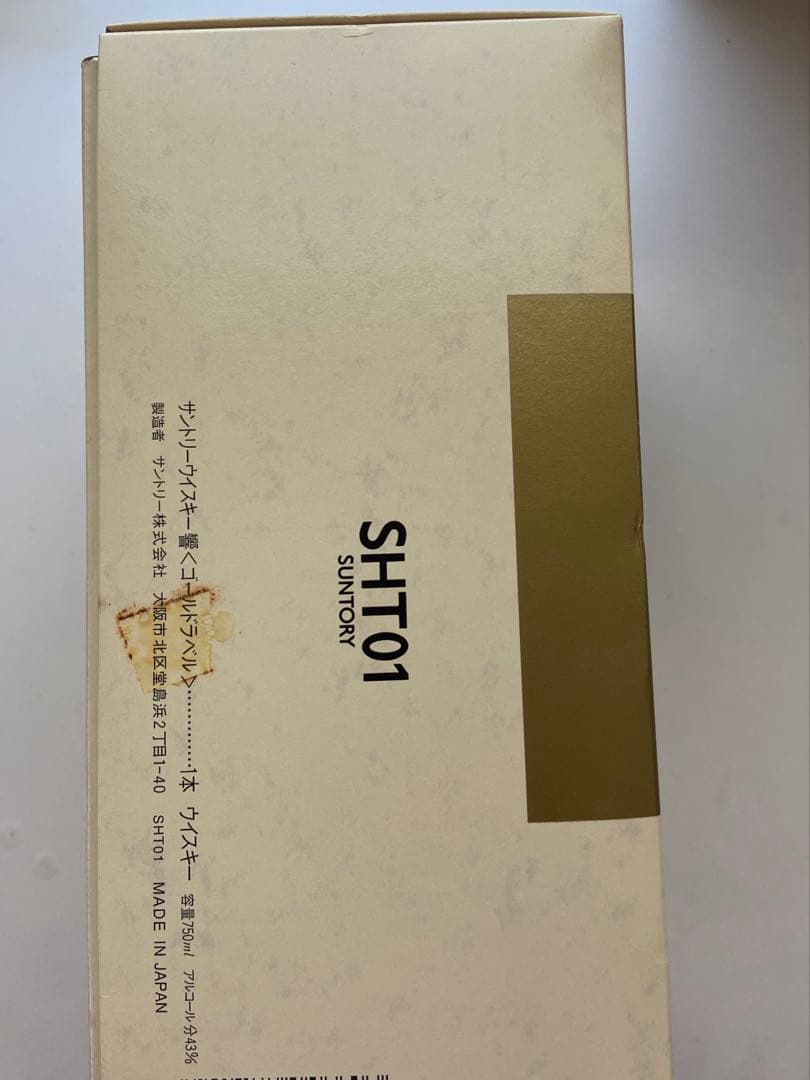 SHT01
SUNTORY
サントリーウイスキー響<ゴールドラベル>…………1本 ウイスキー 容量750ml アルコール分43%
製造者 サントリー株式会社 大阪市北区堂島浜2丁目1-40 SHT01 MADE IN JAPAN